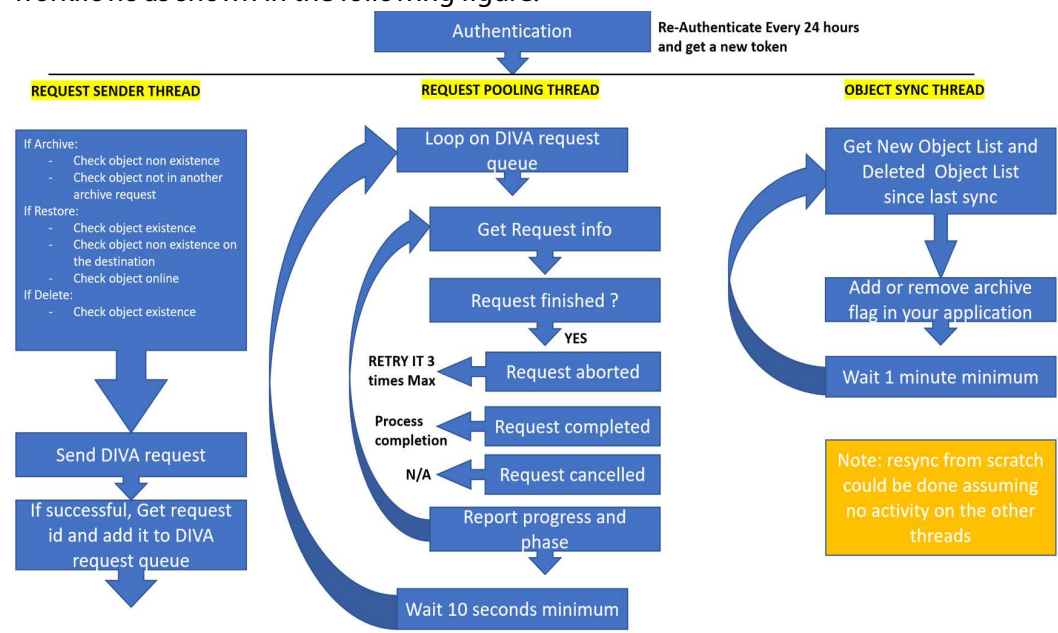 workflows as shown in the following figure.
Authentication
Re-Authenticate Every 24 hours
and get a new token
REQUEST SENDER THREAD
If Archive:
- Check object non existence
- Check object not in another
archive request
If Restore:
- Check object existence
- Check object non existence on
the destination
- Check object online
If Delete:
- Check object existence
Send DIVA request
If successful, Get request
id and add it to DIVA
request queue
REQUEST POOLING THREAD
Loop on DIVA request
queue
Get Request info
Request finished ?
YES
RETRY IT 3
times Max
Request aborted
Process
completion
Request completed
N/A
Request cancelled
Report progress and
phase
Wait 10 seconds minimum
OBJECT SYNC THREAD
Get New Object List and
Deleted Object List
since last sync
Add or remove archive
flag in your application
Wait 1 minute minimum
Note: resync from scratch
could be done assuming
no activity on the other
threads